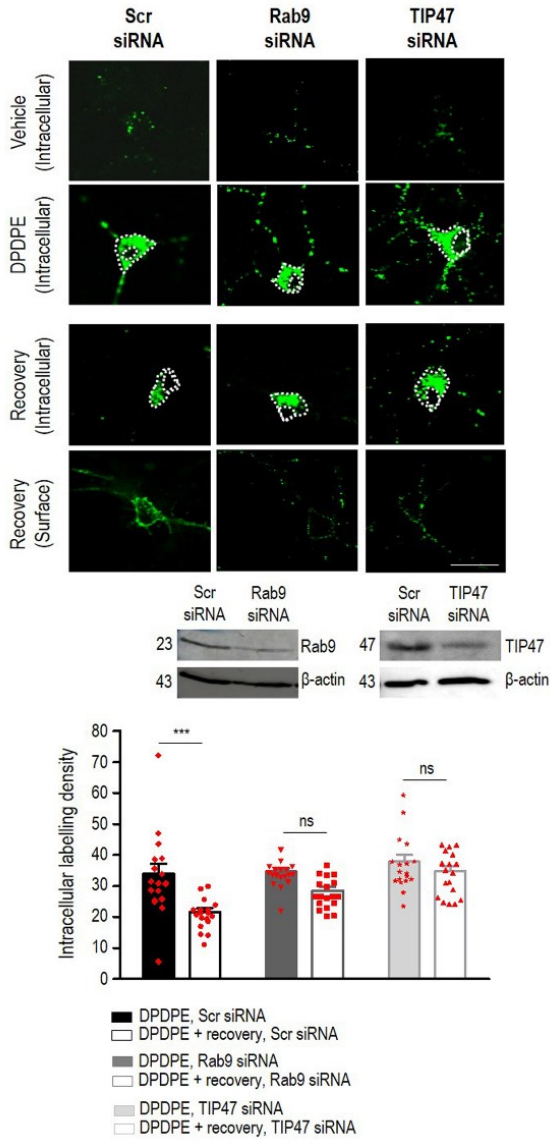 Scr
siRNA
Rab9
siRNA
TIP47
siRNA
Vehicle
(Intracellular)
DPDPE
(Intracellular)
Recovery
(Intracellular)
Recovery
(Surface)
Scr
siRNA
Rab9
siRNA
Scr
siRNA
TIP47
siRNA
23
Rab9
47
TIP47
43
β-actin
43
β-actin
Intracellular labelling density
80
70
60
50
40
30
20
10
0
***
ns
ns
DPDPE, Scr siRNA
DPDPE + recovery, Scr siRNA
DPDPE, Rab9 siRNA
DPDPE + recovery, Rab9 siRNA
DPDPE, TIP47 siRNA
DPDPE + recovery, TIP47 siRNA